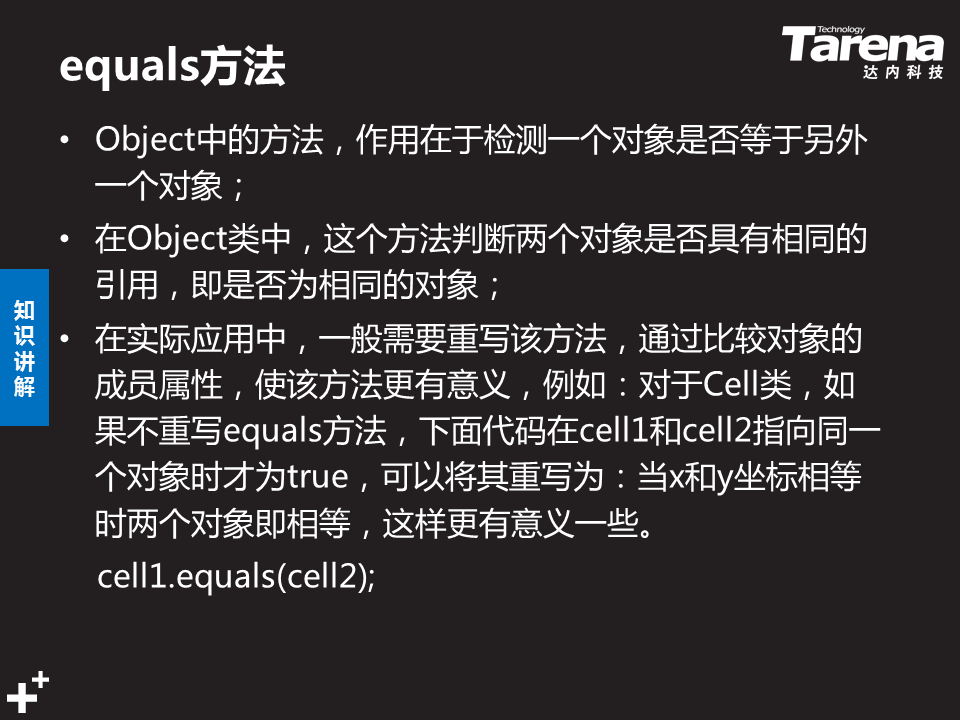 equals方法
Technology
Tarena
达内科技
• Object中的方法，作用在于检测一个对象是否等于另外
一个对象；
• 在Object类中，这个方法判断两个对象是否具有相同的
引用，即是否为相同的对象；
知识讲解
• 在实际应用中，一般需要重写该方法，通过比较对象的
成员属性，使该方法更有意义，例如：对于Cell类，如
果不重写equals方法，下面代码在cell1和cell2指向同一
个对象时才为true，可以将其重写为：当x和y坐标相等
时两个对象即相等，这样更有意义一些。
cell1.equals(cell2);